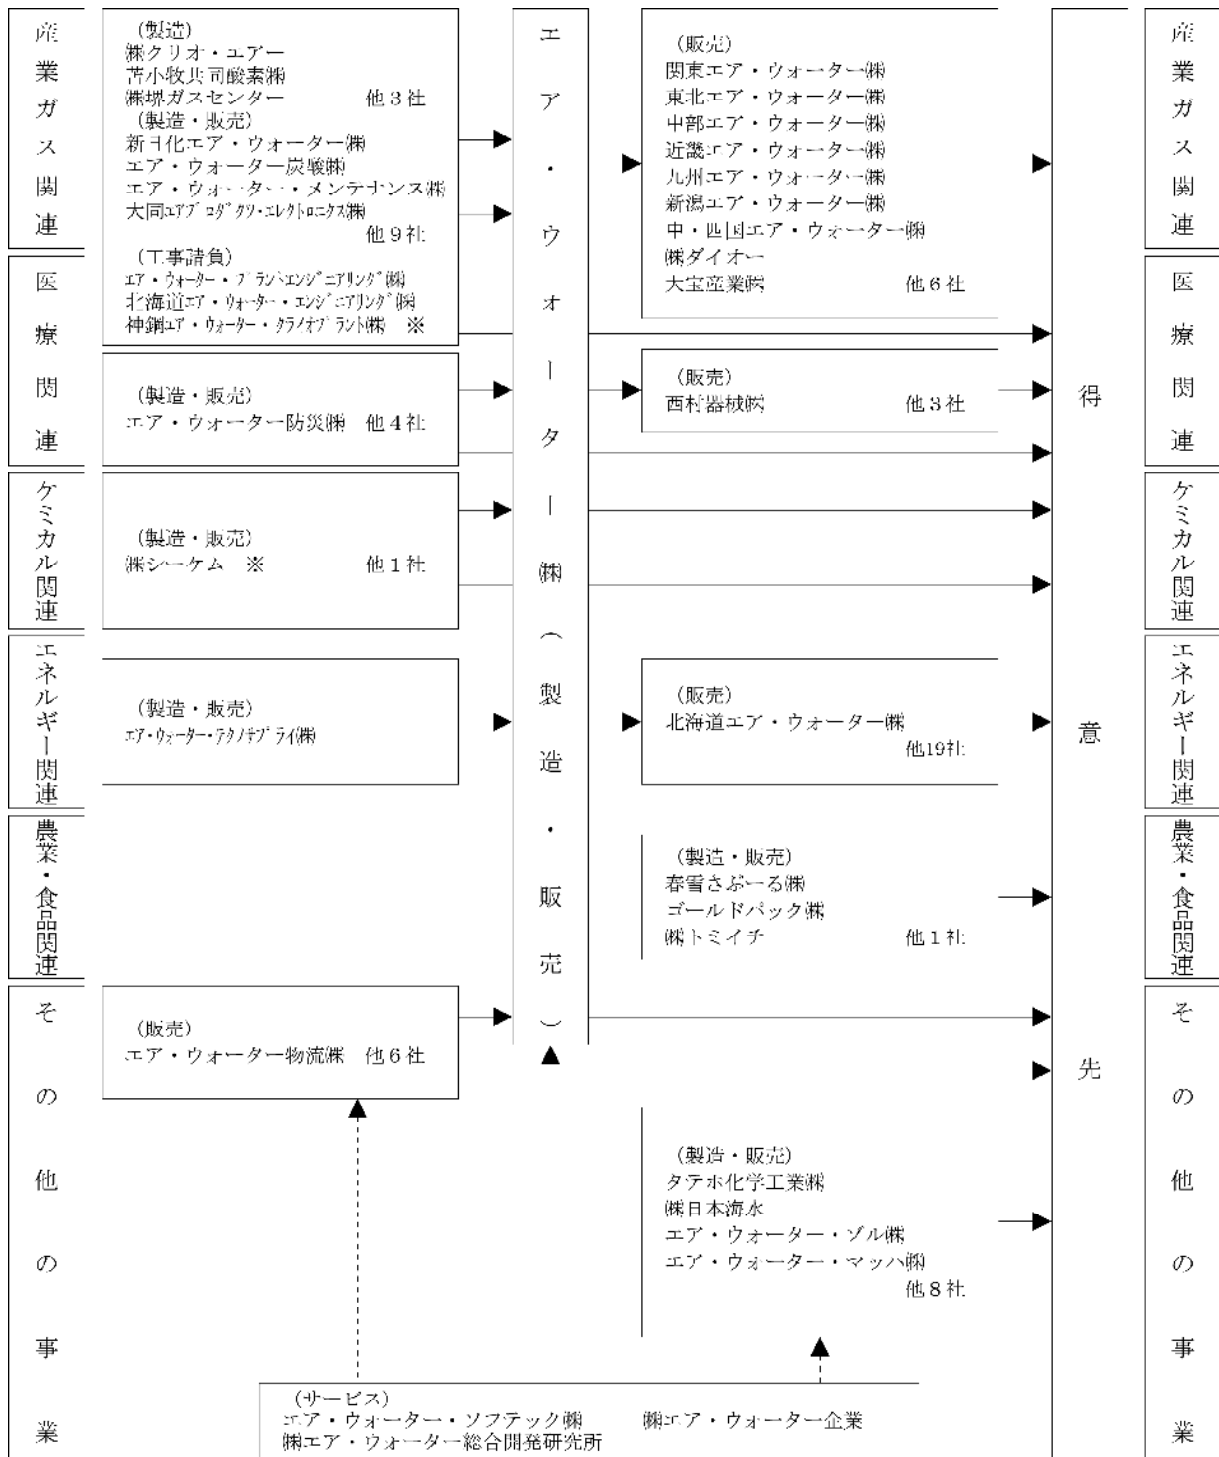 産業ガス関連
医療関連
ケミカル関連
エネルギー関連
農業・食品関連
その他の事業
(製造)
㈱クリオ・エアー
苫小牧共同酸素㈱
㈱堺ガスセンター 他3社
(製造・販売)
新日化エア・ウォーター㈱
エア・ウォーター炭酸㈱
エア・ウォーター・メンテナンス㈱
大同エアプロダクツ・エレクトロニクス㈱
他9社
(工事請負)
エア・ウォーター・プラントエンジニアリング㈱
北海道エア・ウォーター・エンジニアリング㈱
神鋼エア・ウォーター・クライオプラント㈱ ※
(製造・販売)
エア・ウォーター防災㈱ 他4社
(製造・販売)
㈱シーケム ※ 他1社
(製造・販売)
エア・ウォーター・テクノサプライ㈱
(販売)
エア・ウォーター物流㈱ 他6社
エア・ウォーター㈱(製造・販売)
(販売)
関東エア・ウォーター㈱
東北エア・ウォーター㈱
中部エア・ウォーター㈱
近畿エア・ウォーター㈱
九州エア・ウォーター㈱
新潟エア・ウォーター㈱
中・四国エア・ウォーター㈱
㈱ダイオー
大宝産業㈱ 他6社
(販売)
西村器械㈱ 他3社
(販売)
北海道エア・ウォーター㈱
他19社
(製造・販売)
春雪さぶーる㈱
ゴールドパック㈱
㈱トミイチ 他1社
(製造・販売)
タテホ化学工業㈱
㈱日本海水
エア・ウォーター・ゾル㈱
エア・ウォーター・マッハ㈱
他8社
(サービス)
エア・ウォーター・ソフテック㈱ ㈱エア・ウォーター企業
㈱エア・ウォーター総合開発研究所
得意先
産業ガス関連
医療関連
ケミカル関連
エネルギー関連
農業・食品関連
その他の事業